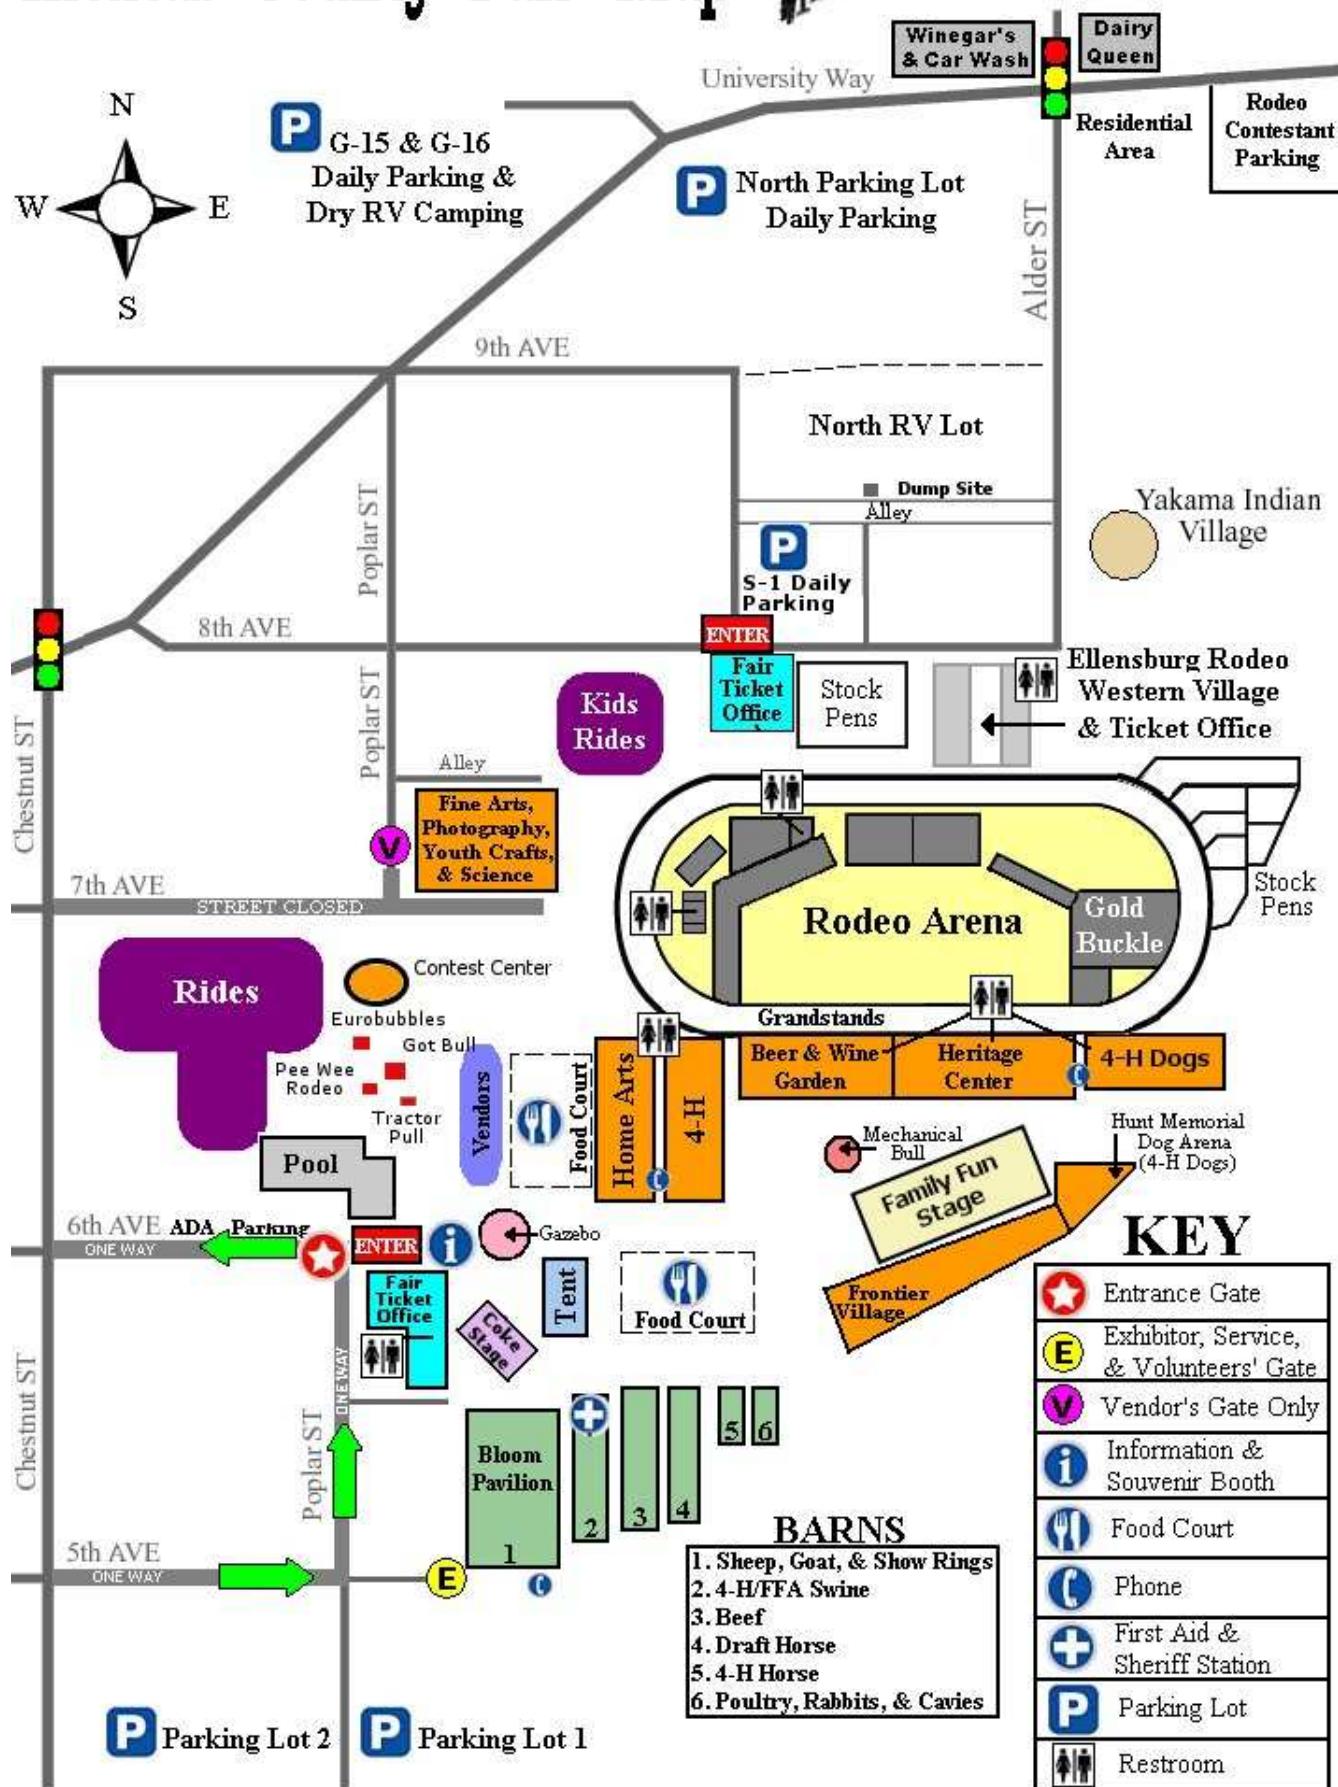 Winegar's
& Car Wash
Dairy
Queen
University Way
N
W
E
S
P
G-15 & G-16
Daily Parking &
Dry RV Camping
P
North Parking Lot
Daily Parking
Residential
Area
Rodeo
Contestant
Parking
Alder ST
9th AVE
North RV Lot
Dump Site
Alley
Yakama Indian
Village
Poplar ST
P
S-1 Daily
Parking
8th AVE
ENTER
Fair
Ticket
Office
Stock
Pens
Ellensburg Rodeo
Western Village
& Ticket Office
Kids
Rides
Poplar ST
Chestnut ST
Alley
Fine Arts,
Photography,
Youth Crafts,
& Science
V
7th AVE
STREET CLOSED
Rodeo Arena
Gold
Buckle
Stock
Pens
Rides
Contest Center
Eurobubbles
Got Bull
Pee Wee
Rodeo
Tractor
Pull
Vendors
Food Court
Grandstands
Home Arts
4-H
Beer & Wine
Garden
Heritage
Center
4-H Dogs
Mechanical
Bull
Hunt Memorial
Dog Arena
(4-H Dogs)
Family Fun
Stage
Pool
6th AVE
ADA Parking
ONE WAY
ENTER
i
Gazebo
Fair
Ticket
Office
Coke
Stage
Tent
Food Court
Frontier
Village
ONE WAY
Chestnut ST
Poplar ST
Bloom
Pavilion
1
2
3
4
5
6
5th AVE
ONE WAY
E
BARNS
1. Sheep, Goat, & Show Rings
2. 4-H/FFA Swine
3. Beef
4. Draft Horse
5. 4-H Horse
6. Poultry, Rabbits, & Cavies
P
Parking Lot 2
P
Parking Lot 1
KEY
Entrance Gate
E
Exhibitor, Service,
& Volunteers' Gate
V
Vendor's Gate Only
i
Information &
Souvenir Booth
Food Court
Phone
First Aid &
Sheriff Station
P
Parking Lot
Restroom